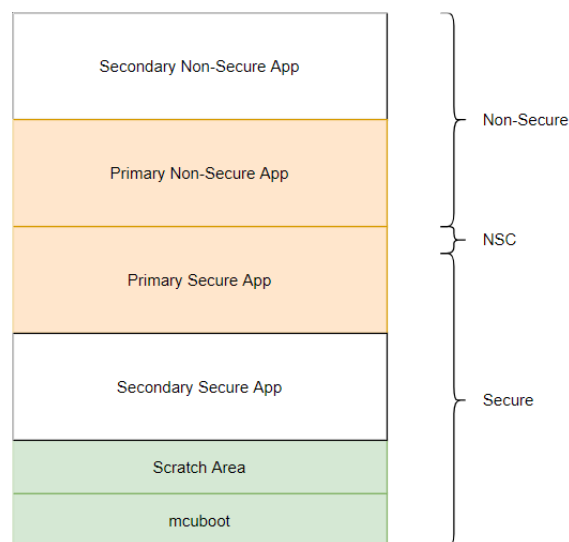 Secondary Non-Secure App
Non-Secure
Primary Non-Secure App
NSC
Primary Secure App
Secondary Secure App
Secure
Scratch Area
mcuboot